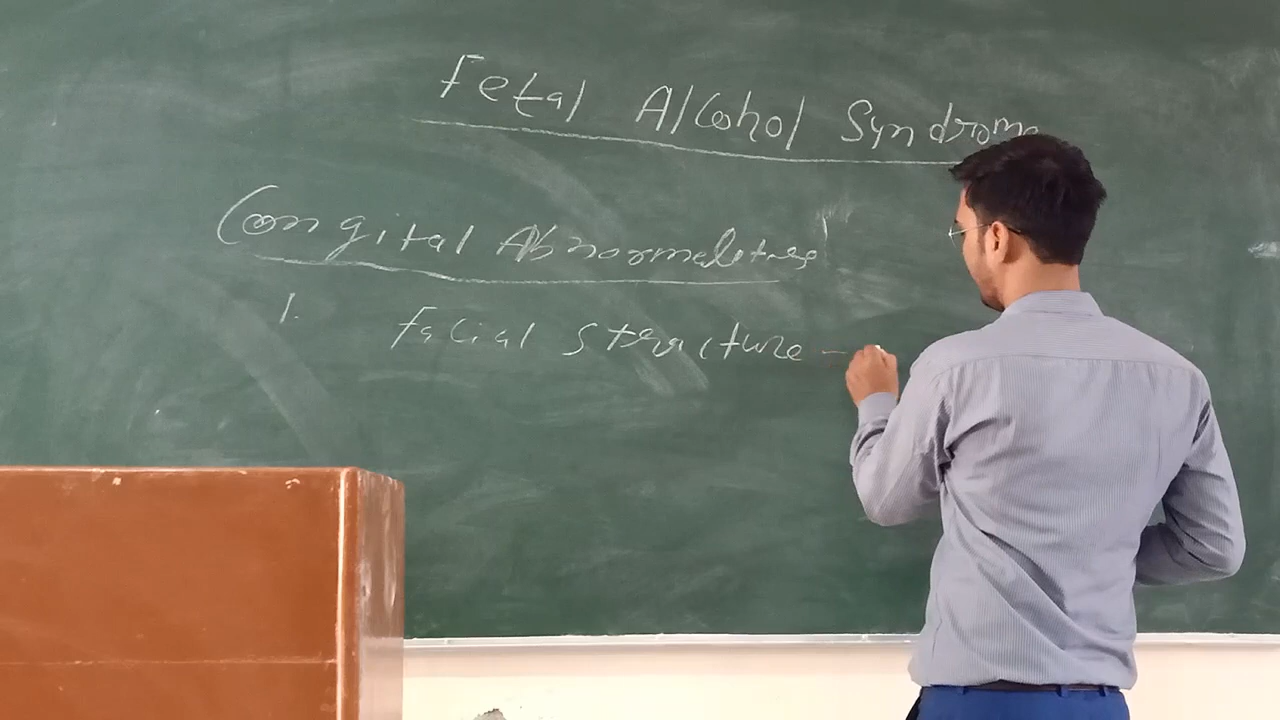 Fetal Alcohol Syndrome
Congital Abnormalities
1. Facial structure -